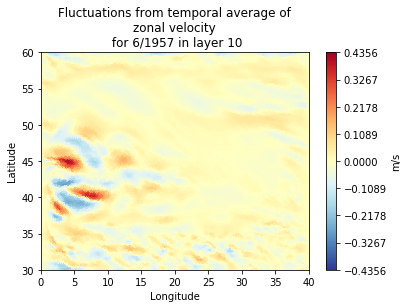 Fluctuations from temporal average of
zonal velocity
for 6/1957 in layer 10
60
55
50
45
40
35
30
Latitude
0 5 10 15 20 25 30 35 40
Longitude
0.4356
0.3267
0.2178
0.1089
0.0000
−0.1089
−0.2178
−0.3267
−0.4356
m/s